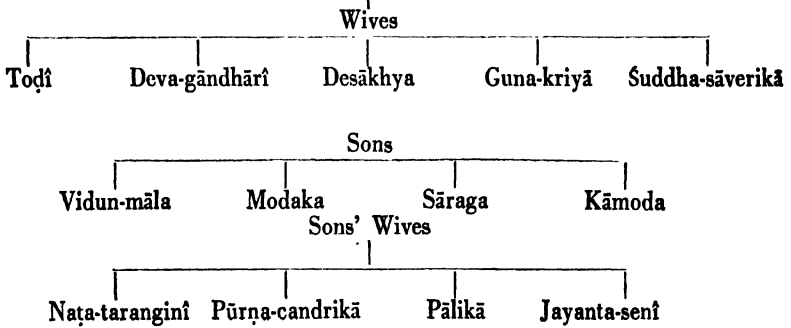 Wives
Toḍî Deva-gāndhārî Desākhya Guna-kriyā Śuddha-sāverikā
Sons
Vidun-māla Modaka Sāraga Kāmoda
Sons' Wives
Naṭa-taranginî Pūrṇa-candrikā Pālikā Jayanta-senî